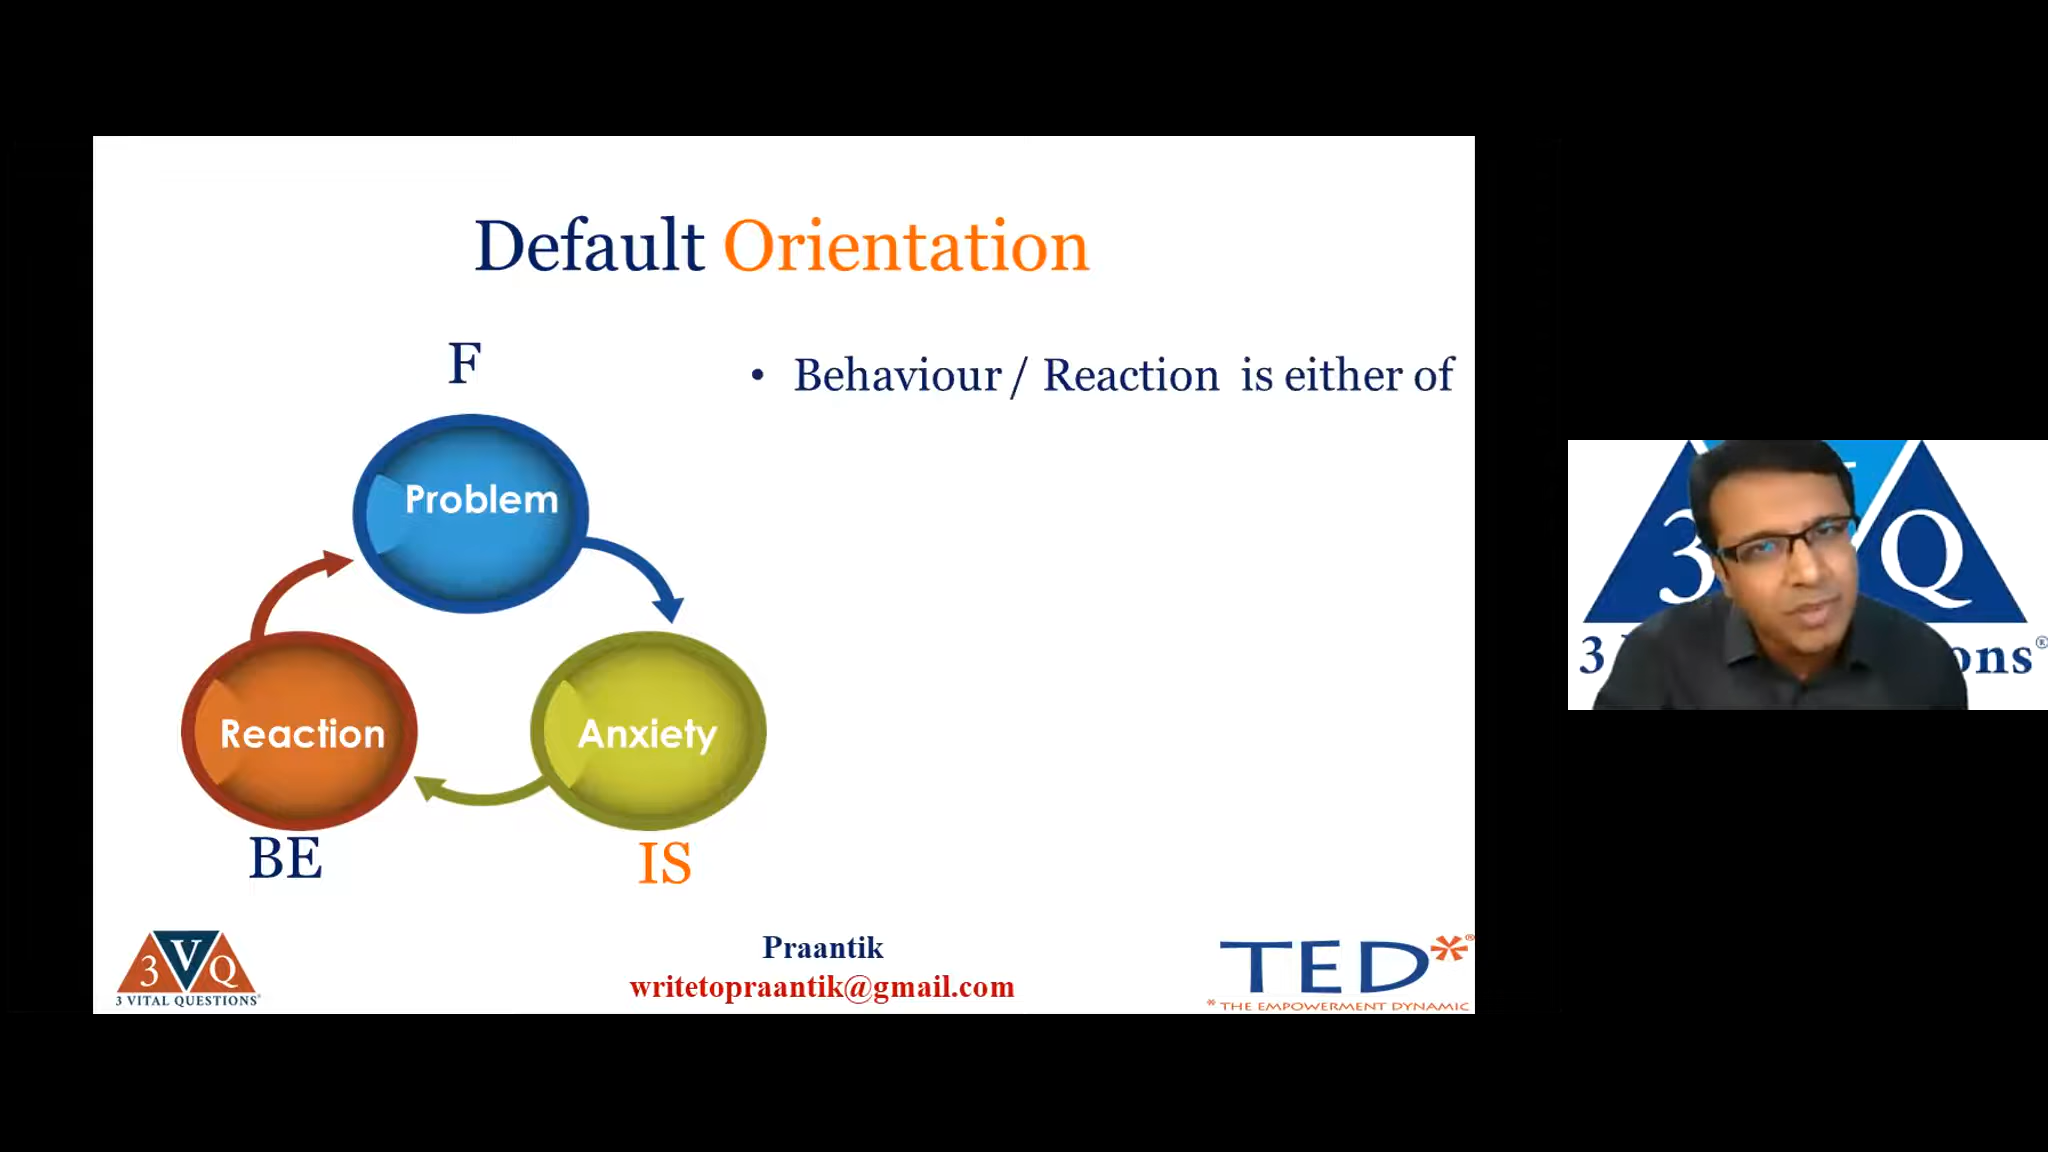 Default Orientation
F
• Behaviour / Reaction is either of
Problem
Reaction
Anxiety
BE
IS
3 V Q
3 VITAL QUESTIONS®
Praantik
writetopraantik@gmail.com
TED*®
* THE EMPOWERMENT DYNAMIC
3 Q
3 ons®